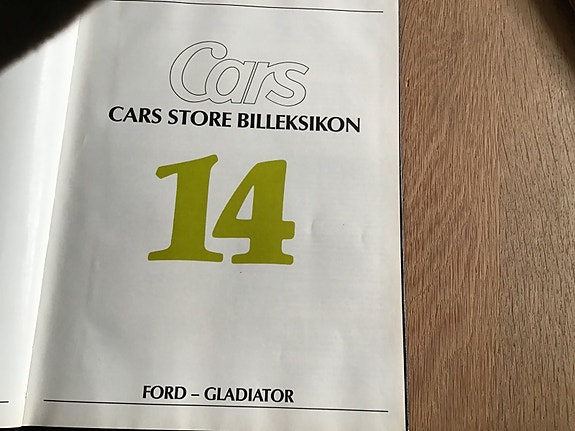 Cars
CARS STORE BILLEKSIKON
14
FORD – GLADIATOR